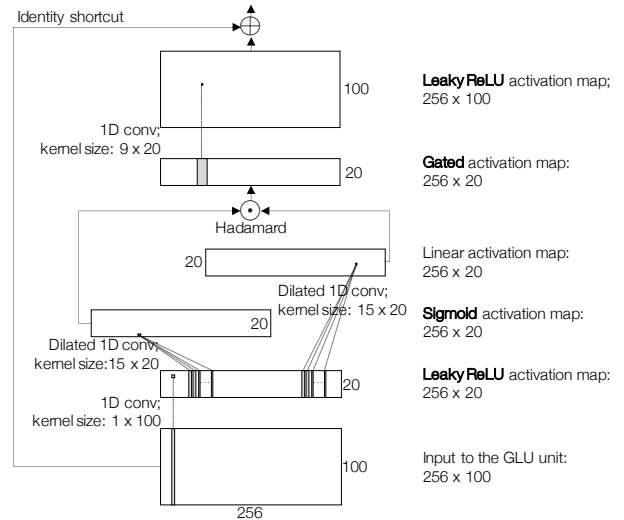 Identity shortcut
100
Leaky ReLU activation map;
256 x 100
1D conv;
kernel size: 9 x 20
20
Gated activation map:
256 x 20
Hadamard
20
Linear activation map:
256 x 20
Dilated 1D conv;
kernel size: 15 x 20
20
Sigmoid activation map:
256 x 20
Dilated 1D conv;
kernel size:15 x 20
20
Leaky ReLU activation map:
256 x 20
1D conv;
kernel size: 1 x 100
100
Input to the GLU unit:
256 x 100
256